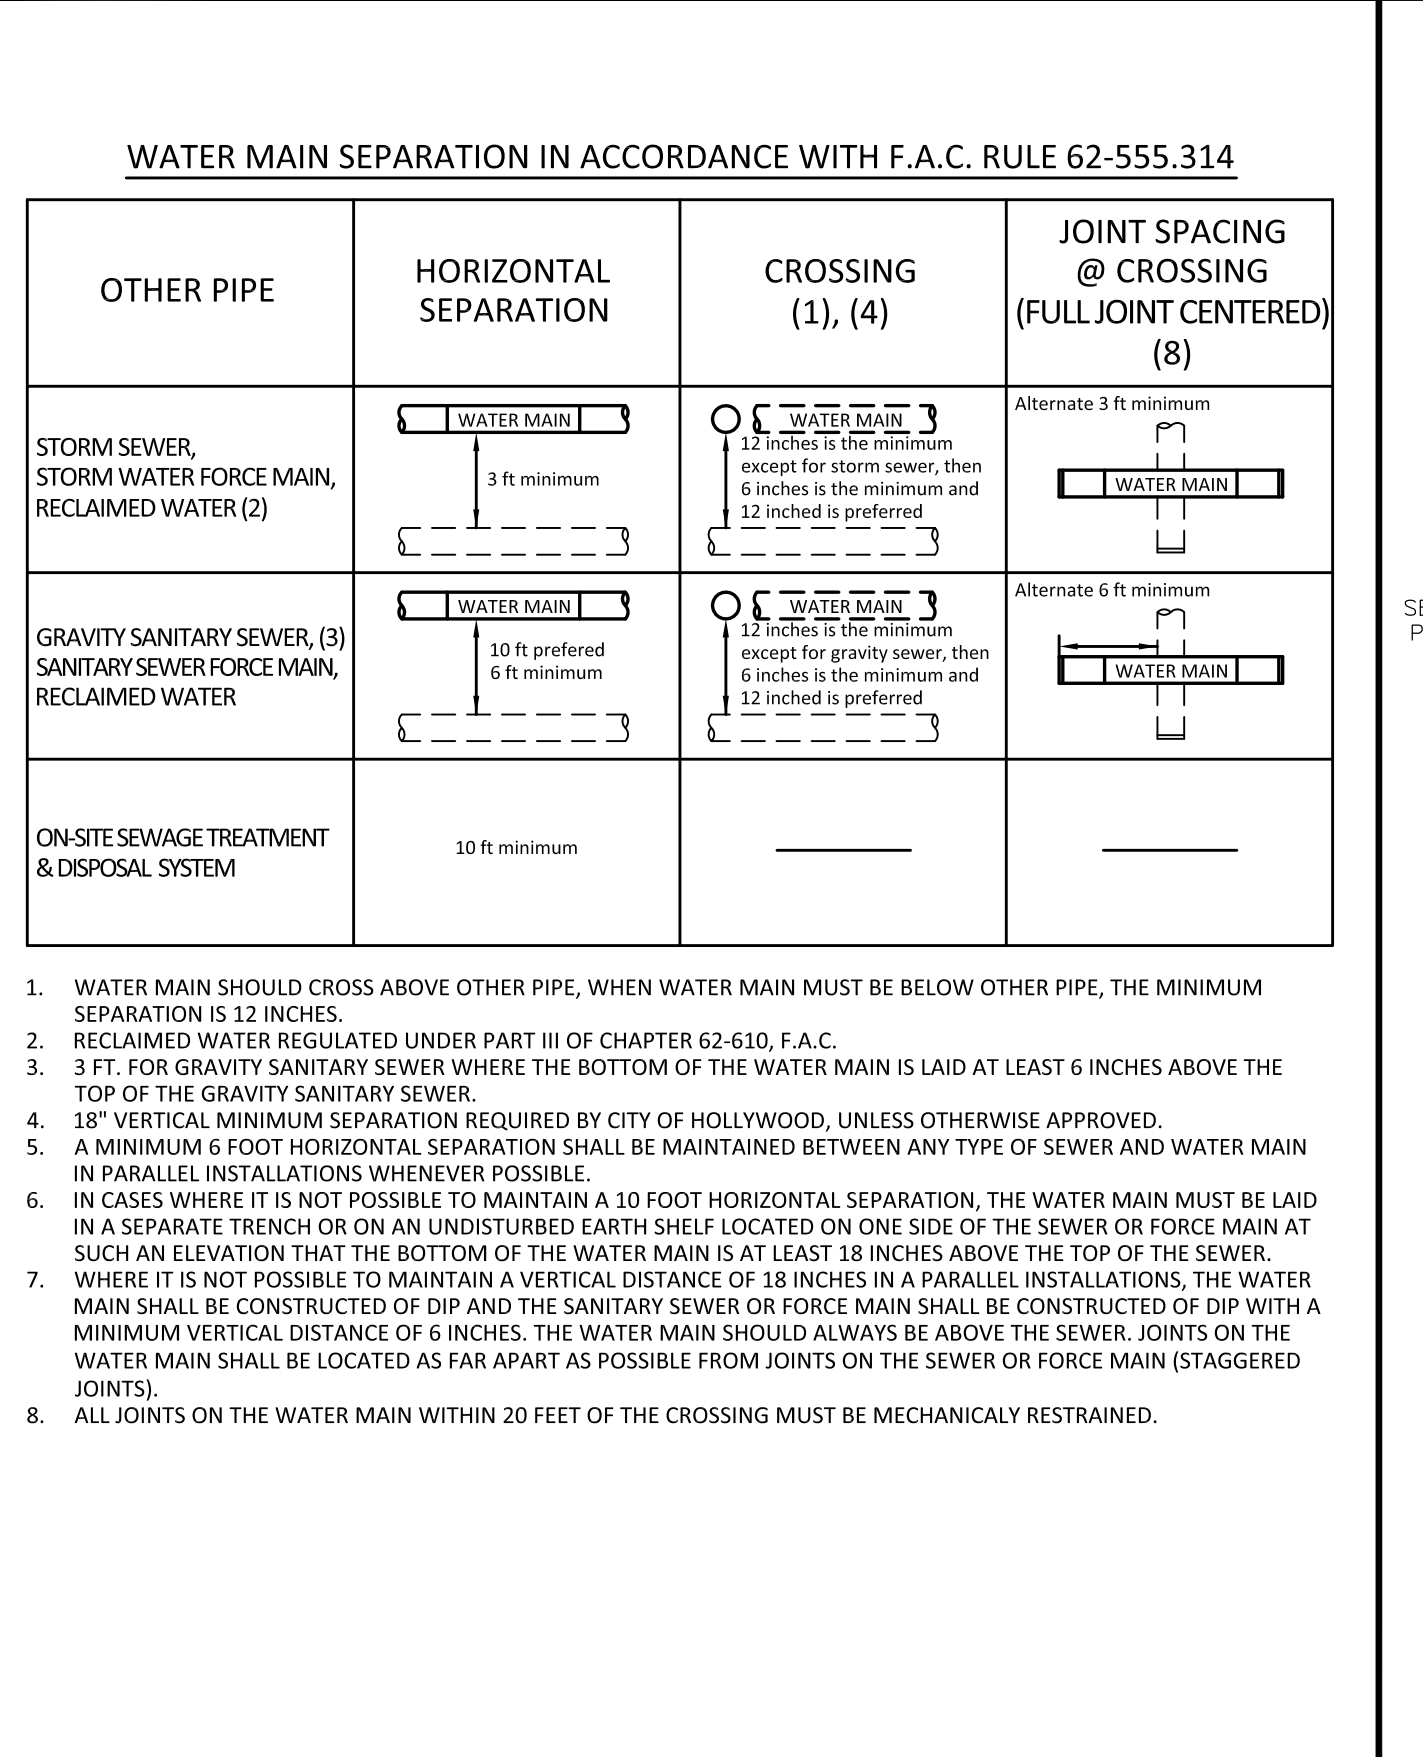 WATER MAIN SEPARATION IN ACCORDANCE WITH F.A.C. RULE 62-555.314
OTHER PIPE
HORIZONTAL
SEPARATION
CROSSING
(1), (4)
JOINT SPACING
@ CROSSING
(FULL JOINT CENTERED)
(8)
STORM SEWER,
STORM WATER FORCE MAIN,
RECLAIMED WATER (2)
WATER MAIN
3 ft minimum
WATER MAIN
12 inches is the minimum
except for storm sewer, then
6 inches is the minimum and
12 inched is preferred
Alternate 3 ft minimum
WATER MAIN
GRAVITY SANITARY SEWER, (3)
SANITARY SEWER FORCE MAIN,
RECLAIMED WATER
WATER MAIN
10 ft prefered
6 ft minimum
WATER MAIN
12 inches is the minimum
except for gravity sewer, then
6 inches is the minimum and
12 inched is preferred
Alternate 6 ft minimum
WATER MAIN
ON-SITE SEWAGE TREATMENT
& DISPOSAL SYSTEM
10 ft minimum
1. WATER MAIN SHOULD CROSS ABOVE OTHER PIPE, WHEN WATER MAIN MUST BE BELOW OTHER PIPE, THE MINIMUM
SEPARATION IS 12 INCHES.
2. RECLAIMED WATER REGULATED UNDER PART III OF CHAPTER 62-610, F.A.C.
3. 3 FT. FOR GRAVITY SANITARY SEWER WHERE THE BOTTOM OF THE WATER MAIN IS LAID AT LEAST 6 INCHES ABOVE THE
TOP OF THE GRAVITY SANITARY SEWER.
4. 18" VERTICAL MINIMUM SEPARATION REQUIRED BY CITY OF HOLLYWOOD, UNLESS OTHERWISE APPROVED.
5. A MINIMUM 6 FOOT HORIZONTAL SEPARATION SHALL BE MAINTAINED BETWEEN ANY TYPE OF SEWER AND WATER MAIN
IN PARALLEL INSTALLATIONS WHENEVER POSSIBLE.
6. IN CASES WHERE IT IS NOT POSSIBLE TO MAINTAIN A 10 FOOT HORIZONTAL SEPARATION, THE WATER MAIN MUST BE LAID
IN A SEPARATE TRENCH OR ON AN UNDISTURBED EARTH SHELF LOCATED ON ONE SIDE OF THE SEWER OR FORCE MAIN AT
SUCH AN ELEVATION THAT THE BOTTOM OF THE WATER MAIN IS AT LEAST 18 INCHES ABOVE THE TOP OF THE SEWER.
7. WHERE IT IS NOT POSSIBLE TO MAINTAIN A VERTICAL DISTANCE OF 18 INCHES IN A PARALLEL INSTALLATIONS, THE WATER
MAIN SHALL BE CONSTRUCTED OF DIP AND THE SANITARY SEWER OR FORCE MAIN SHALL BE CONSTRUCTED OF DIP WITH A
MINIMUM VERTICAL DISTANCE OF 6 INCHES. THE WATER MAIN SHOULD ALWAYS BE ABOVE THE SEWER. JOINTS ON THE
WATER MAIN SHALL BE LOCATED AS FAR APART AS POSSIBLE FROM JOINTS ON THE SEWER OR FORCE MAIN (STAGGERED
JOINTS).
8. ALL JOINTS ON THE WATER MAIN WITHIN 20 FEET OF THE CROSSING MUST BE MECHANICALY RESTRAINED.